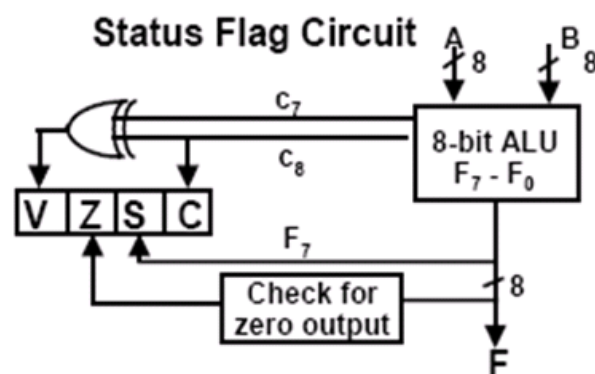 Status Flag Circuit
A
8
B
8
c7
c8
8-bit ALU
F7 - F0
V Z S C
F7
Check for
zero output
8
F